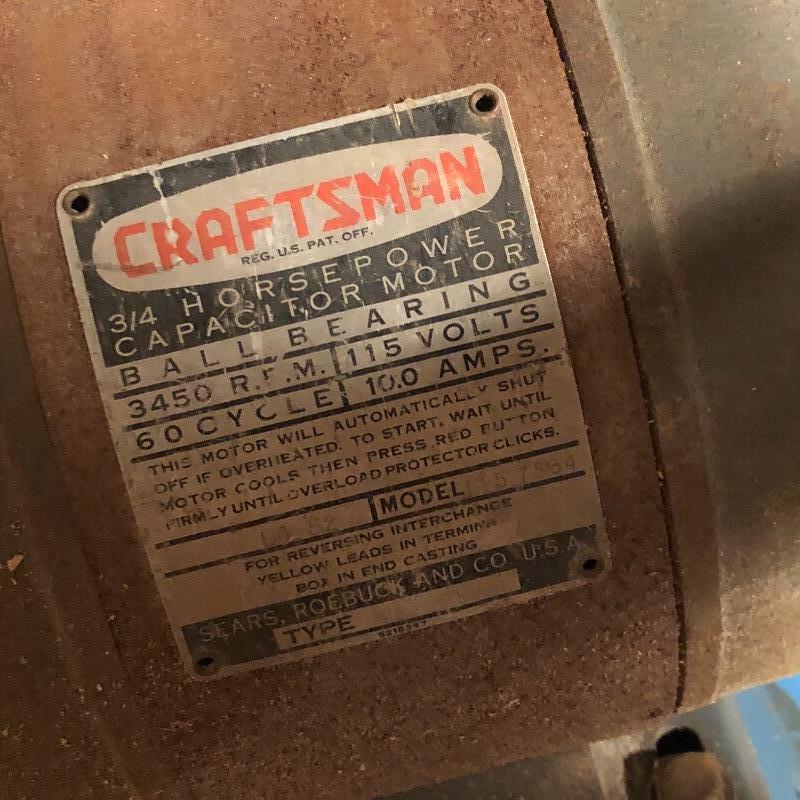 CRAFTSMAN
REG. U.S. PAT. OFF.
3/4 HORSEPOWER
CAPACITOR MOTOR
BALL BEARING
3450 R.P.M. 115 VOLTS
60 CYCLE 10.0 AMPS.
THIS MOTOR WILL AUTOMATICALLY SHUT
OFF IF OVERHEATED. TO START, WAIT UNTIL
MOTOR COOLS THEN PRESS RED BUTTON
FIRMLY UNTIL OVERLOAD PROTECTOR CLICKS.
MODEL
FOR REVERSING INTERCHANGE
YELLOW LEADS IN TERMINAL
BOX IN END CASTING
SEARS, ROEBUCK AND CO. U.S.A.
TYPE